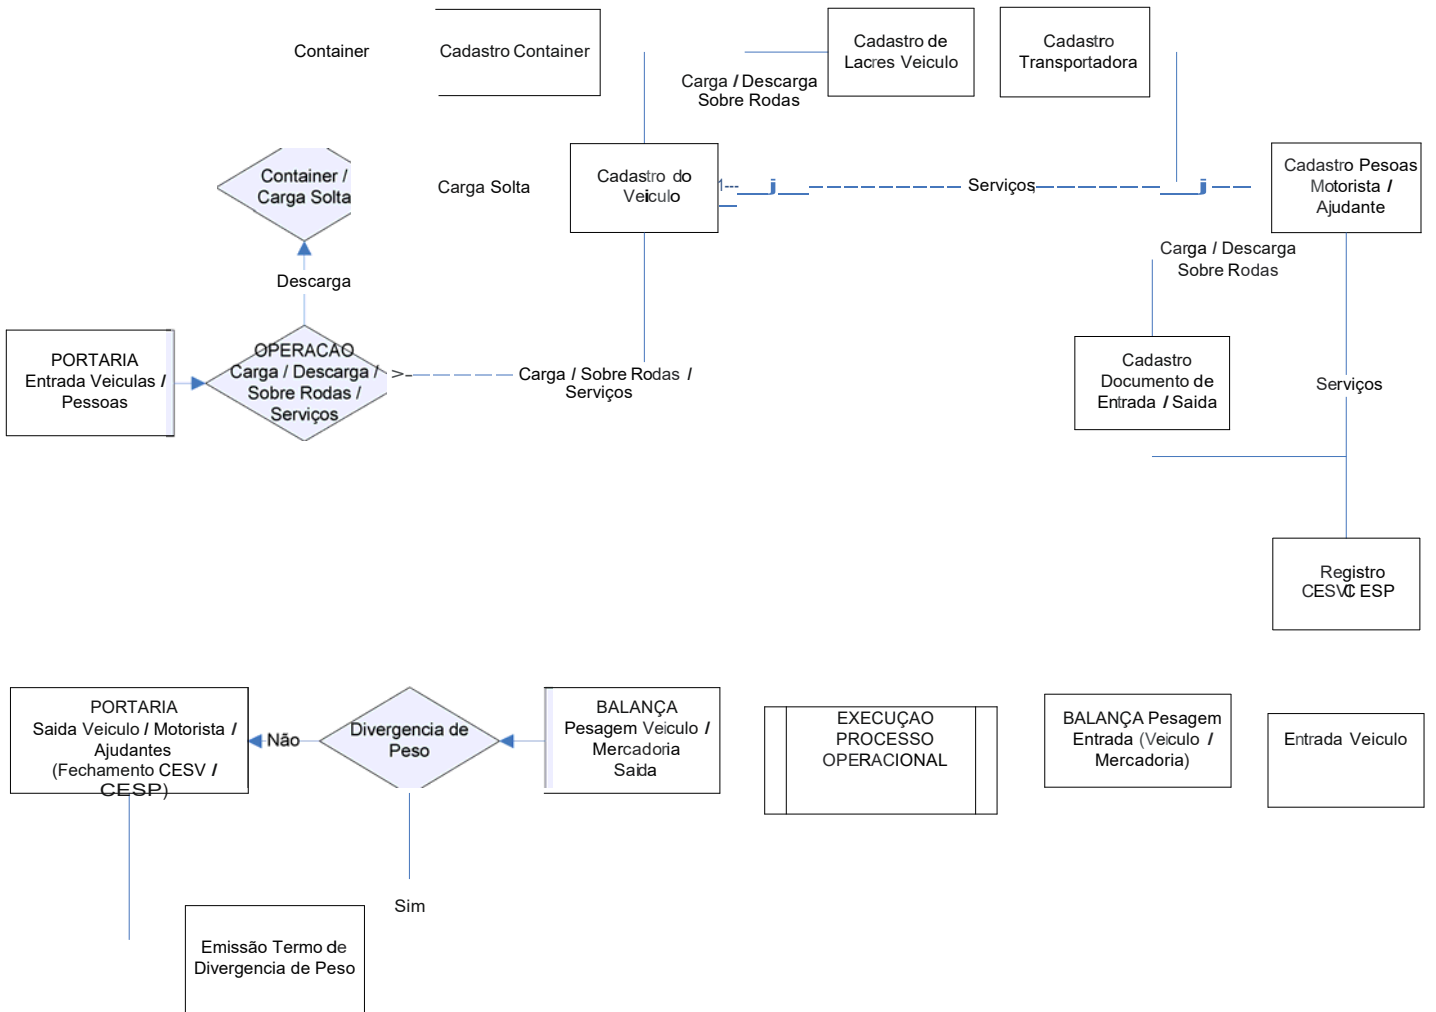 Container
Cadastro Container
Cadastro de
Lacres Veiculo
Cadastro
Transportadora
Carga / Descarga
Sobre Rodas
Container /
Carga Solta
Carga Solta
Cadastro do
Veiculo
Serviços
Cadastro Pesoas
Motorista /
Ajudante
Carga / Descarga
Sobre Rodas
Descarga
PORTARIA
Entrada Veiculas /
Pessoas
OPERACAO
Carga / Descarga /
Sobre Rodas /
Serviços
Carga / Sobre Rodas /
Serviços
Cadastro
Documento de
Entrada / Saida
Serviços
Registro
CESV/CESP
PORTARIA
Saida Veiculo / Motorista /
Ajudantes
(Fechamento CESV /
CESP)
Não
Divergencia de
Peso
BALANÇA
Pesagem Veiculo /
Mercadoria
Saida
EXECUÇAO
PROCESSO
OPERACIONAL
BALANÇA Pesagem
Entrada (Veiculo /
Mercadoria)
Entrada Veiculo
Sim
Emissão Termo de
Divergencia de Peso